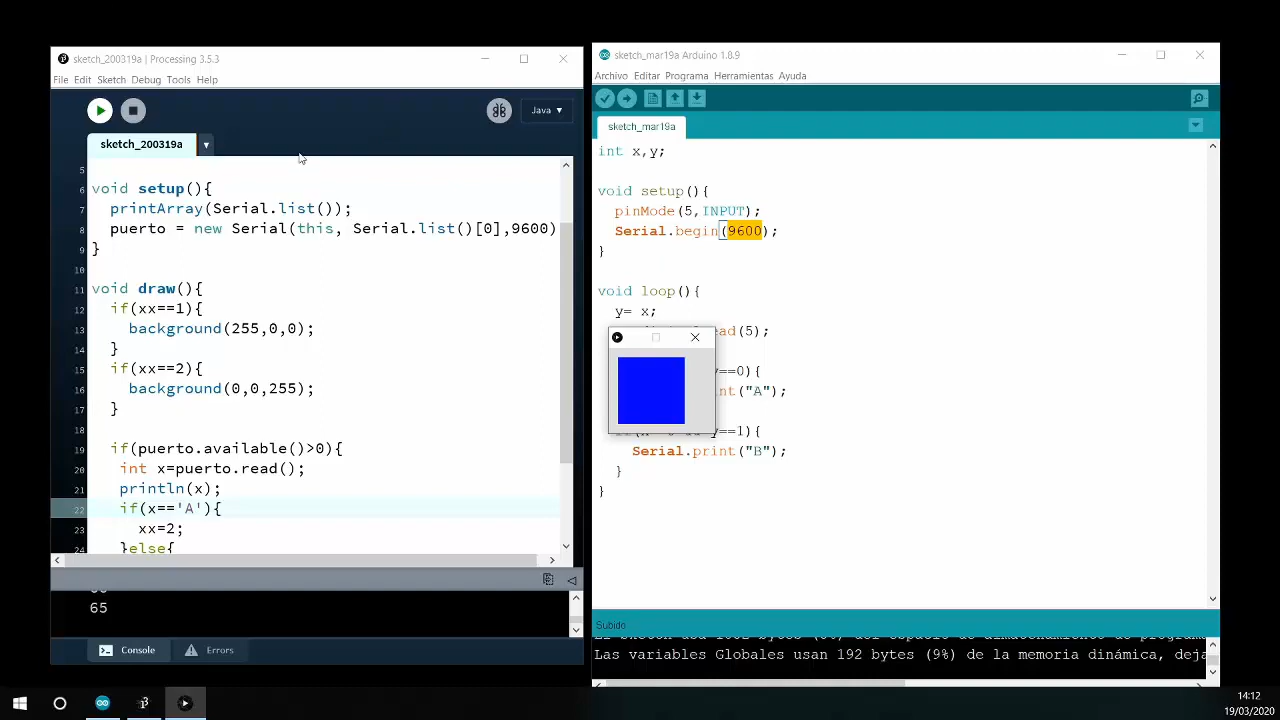 sketch_200319a | Processing 3.5.3
File Edit Sketch Debug Tools Help
Java ▼
sketch_200319a ▼
5
6 void setup(){
7 printArray(Serial.list());
8 puerto = new Serial(this, Serial.list()[0],9600)
9 }
10
11 void draw(){
12 if(xx==1){
13 background(255,0,0);
14 }
15 if(xx==2){
16 background(0,0,255);
17 }
18
19 if(puerto.available()>0){
20 int x=puerto.read();
21 println(x);
22 if(x=='A'){
23 xx=2;
24 }else{
65
Console Errors
sketch_mar19a Arduino 1.8.9
Archivo Editar Programa Herramientas Ayuda
sketch_mar19a
int x,y;
void setup(){
pinMode(5,INPUT);
Serial.begin(9600);
}
void loop(){
y= x;
ead(5);
y==0){
nt("A");
y==1){
Serial.print("B");
}
}
Subido
Las variables Globales usan 192 bytes (9%) de la memoria dinámica, deja
14:12
19/03/2020